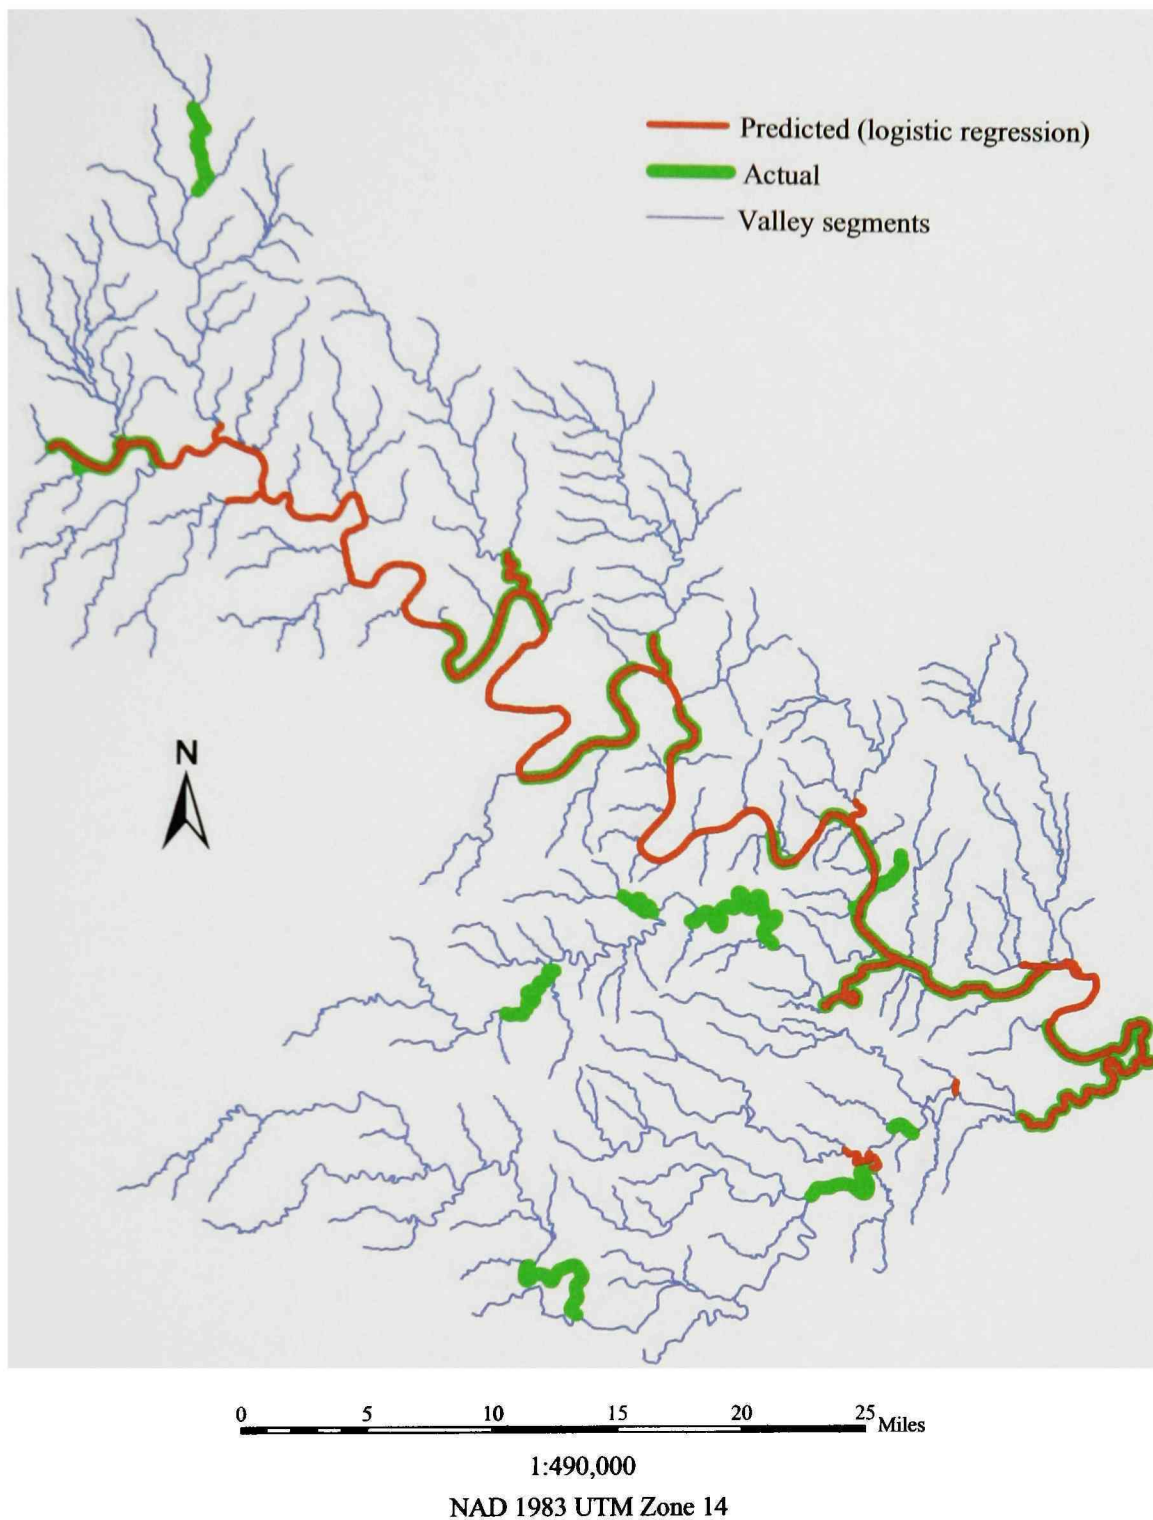 Predicted (logistic regression)
Actual
Valley segments
N
0 5 10 15 20 25 Miles
1:490,000
NAD 1983 UTM Zone 14